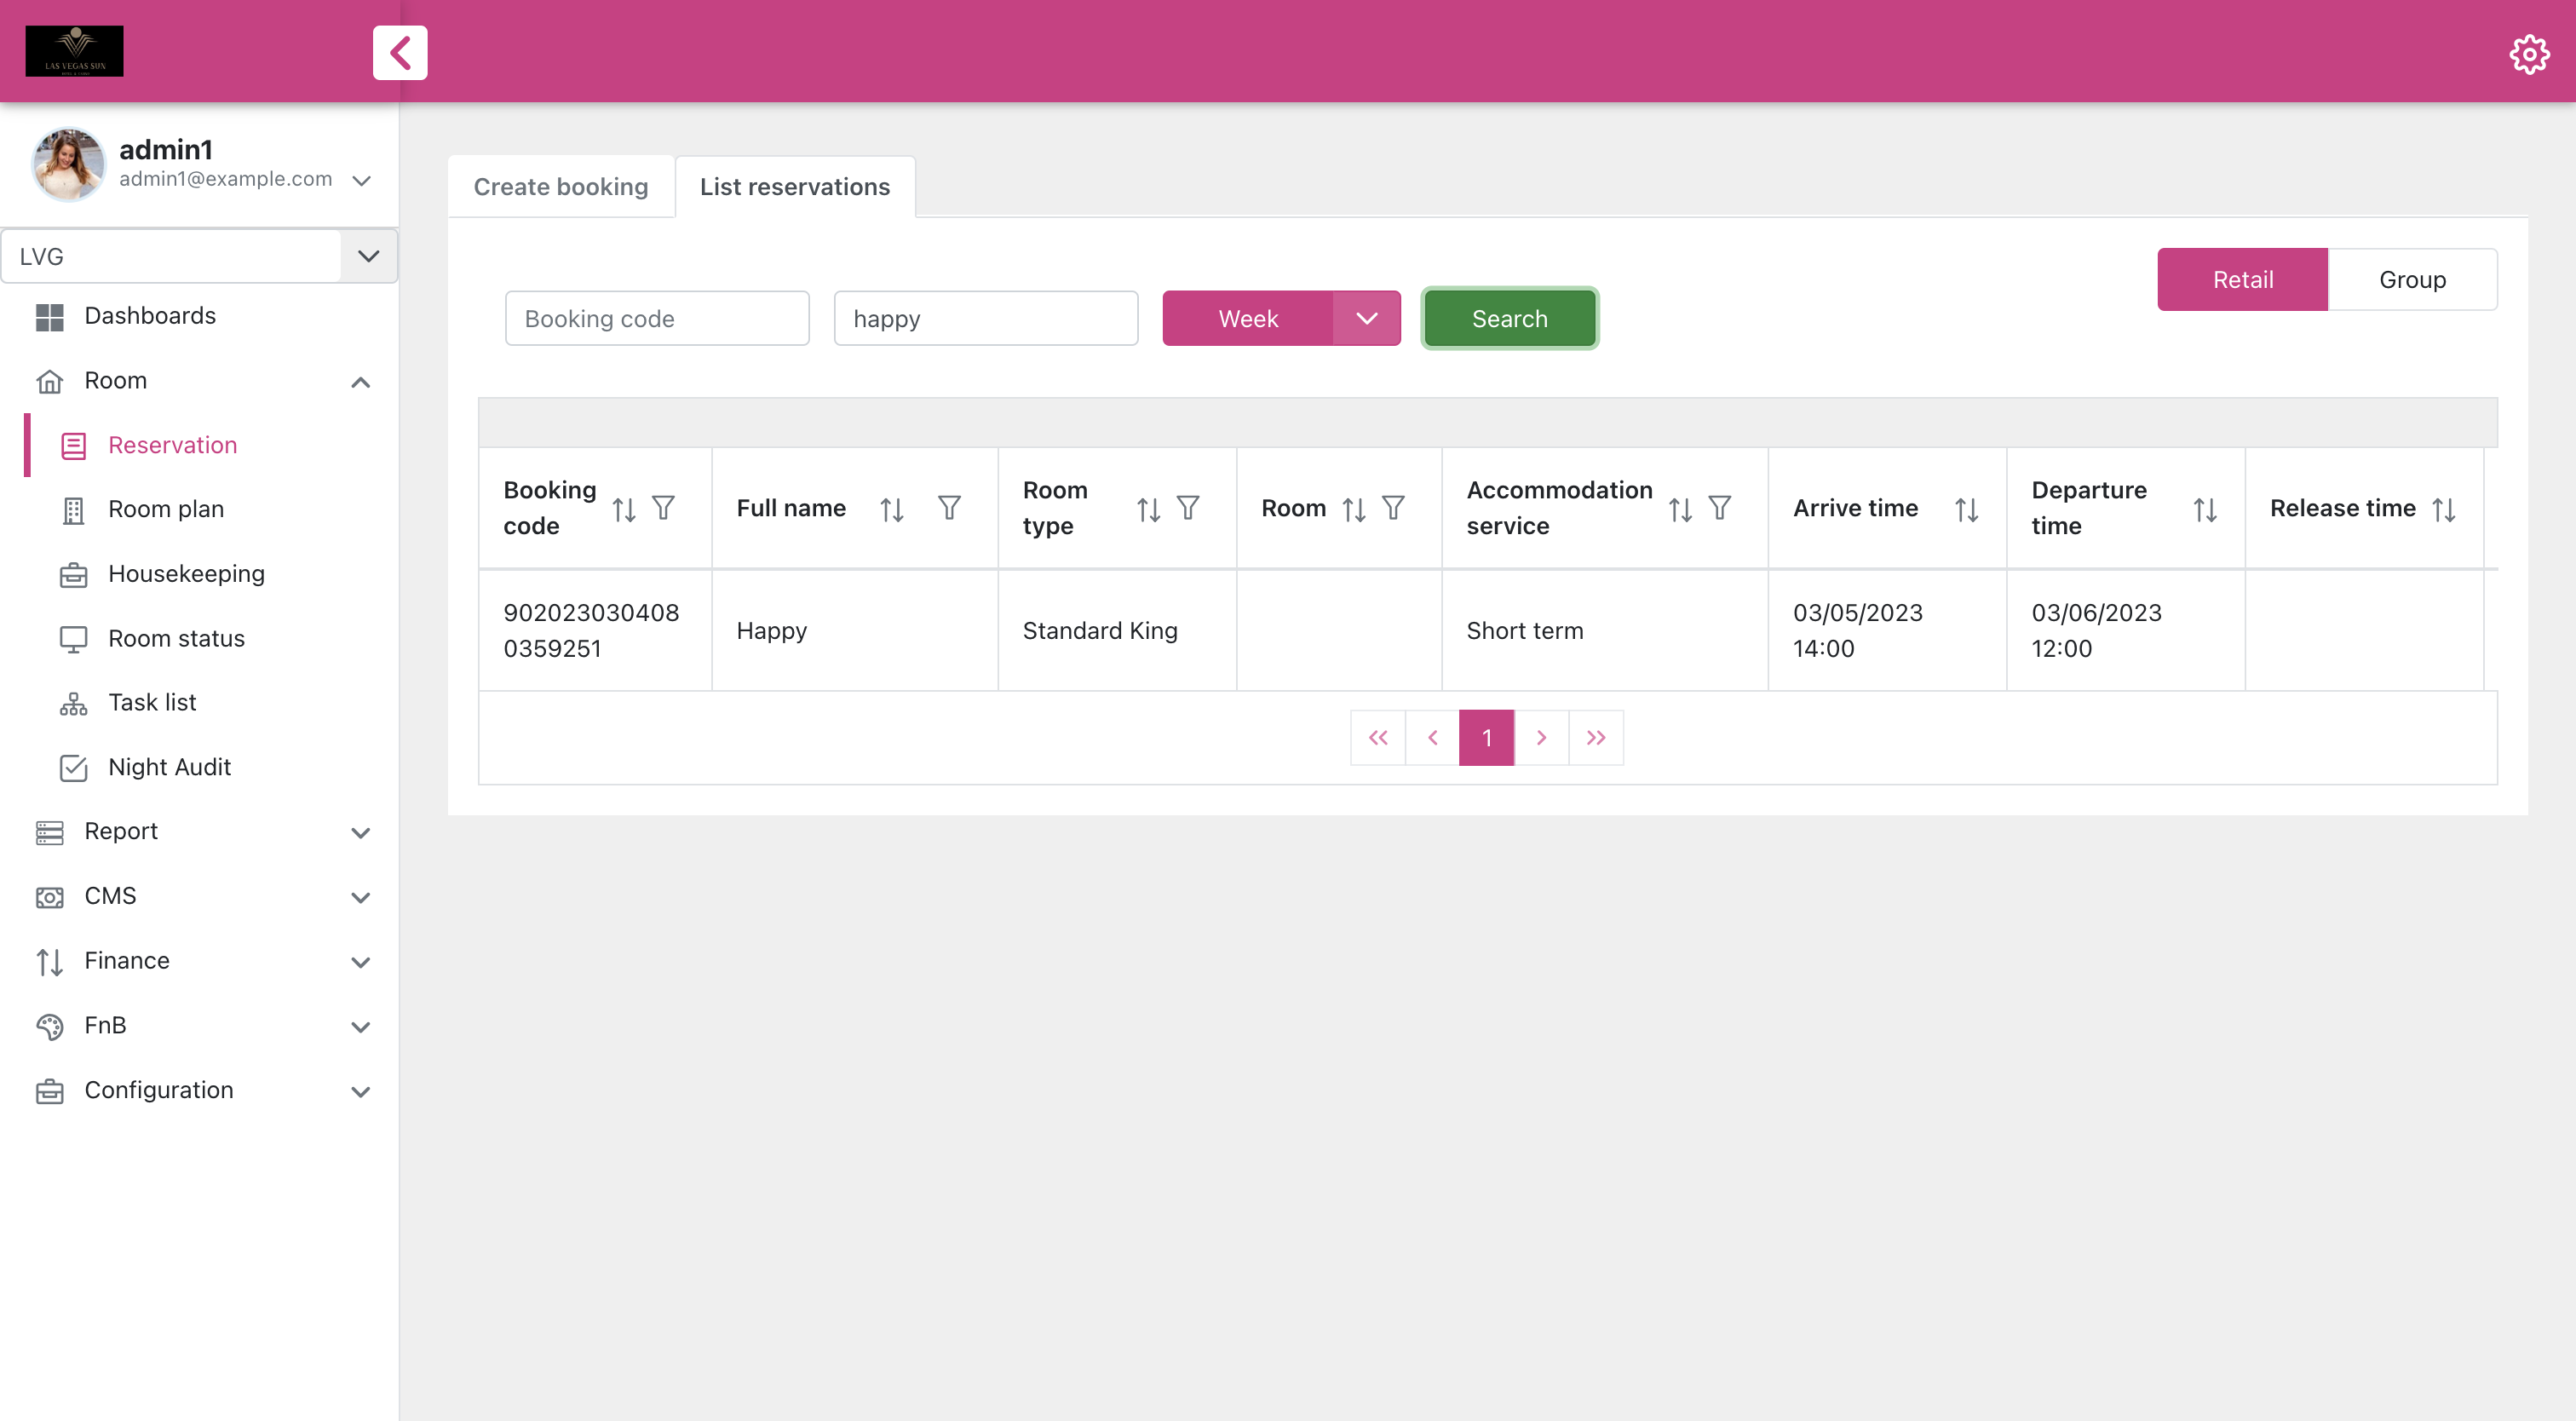 LAS VEGAS SUN
admin1
admin1@example.com
LVG
Dashboards
Room
Reservation
Room plan
Housekeeping
Room status
Task list
Night Audit
Report
CMS
Finance
FnB
Configuration
Create booking
List reservations
Retail
Group
Booking code
happy
Week
Search
Booking
code
Full name
Room
type
Room
Accommodation
service
Arrive time
Departure
time
Release time
902023030408
0359251
Happy
Standard King
Short term
03/05/2023
14:00
03/06/2023
12:00
1